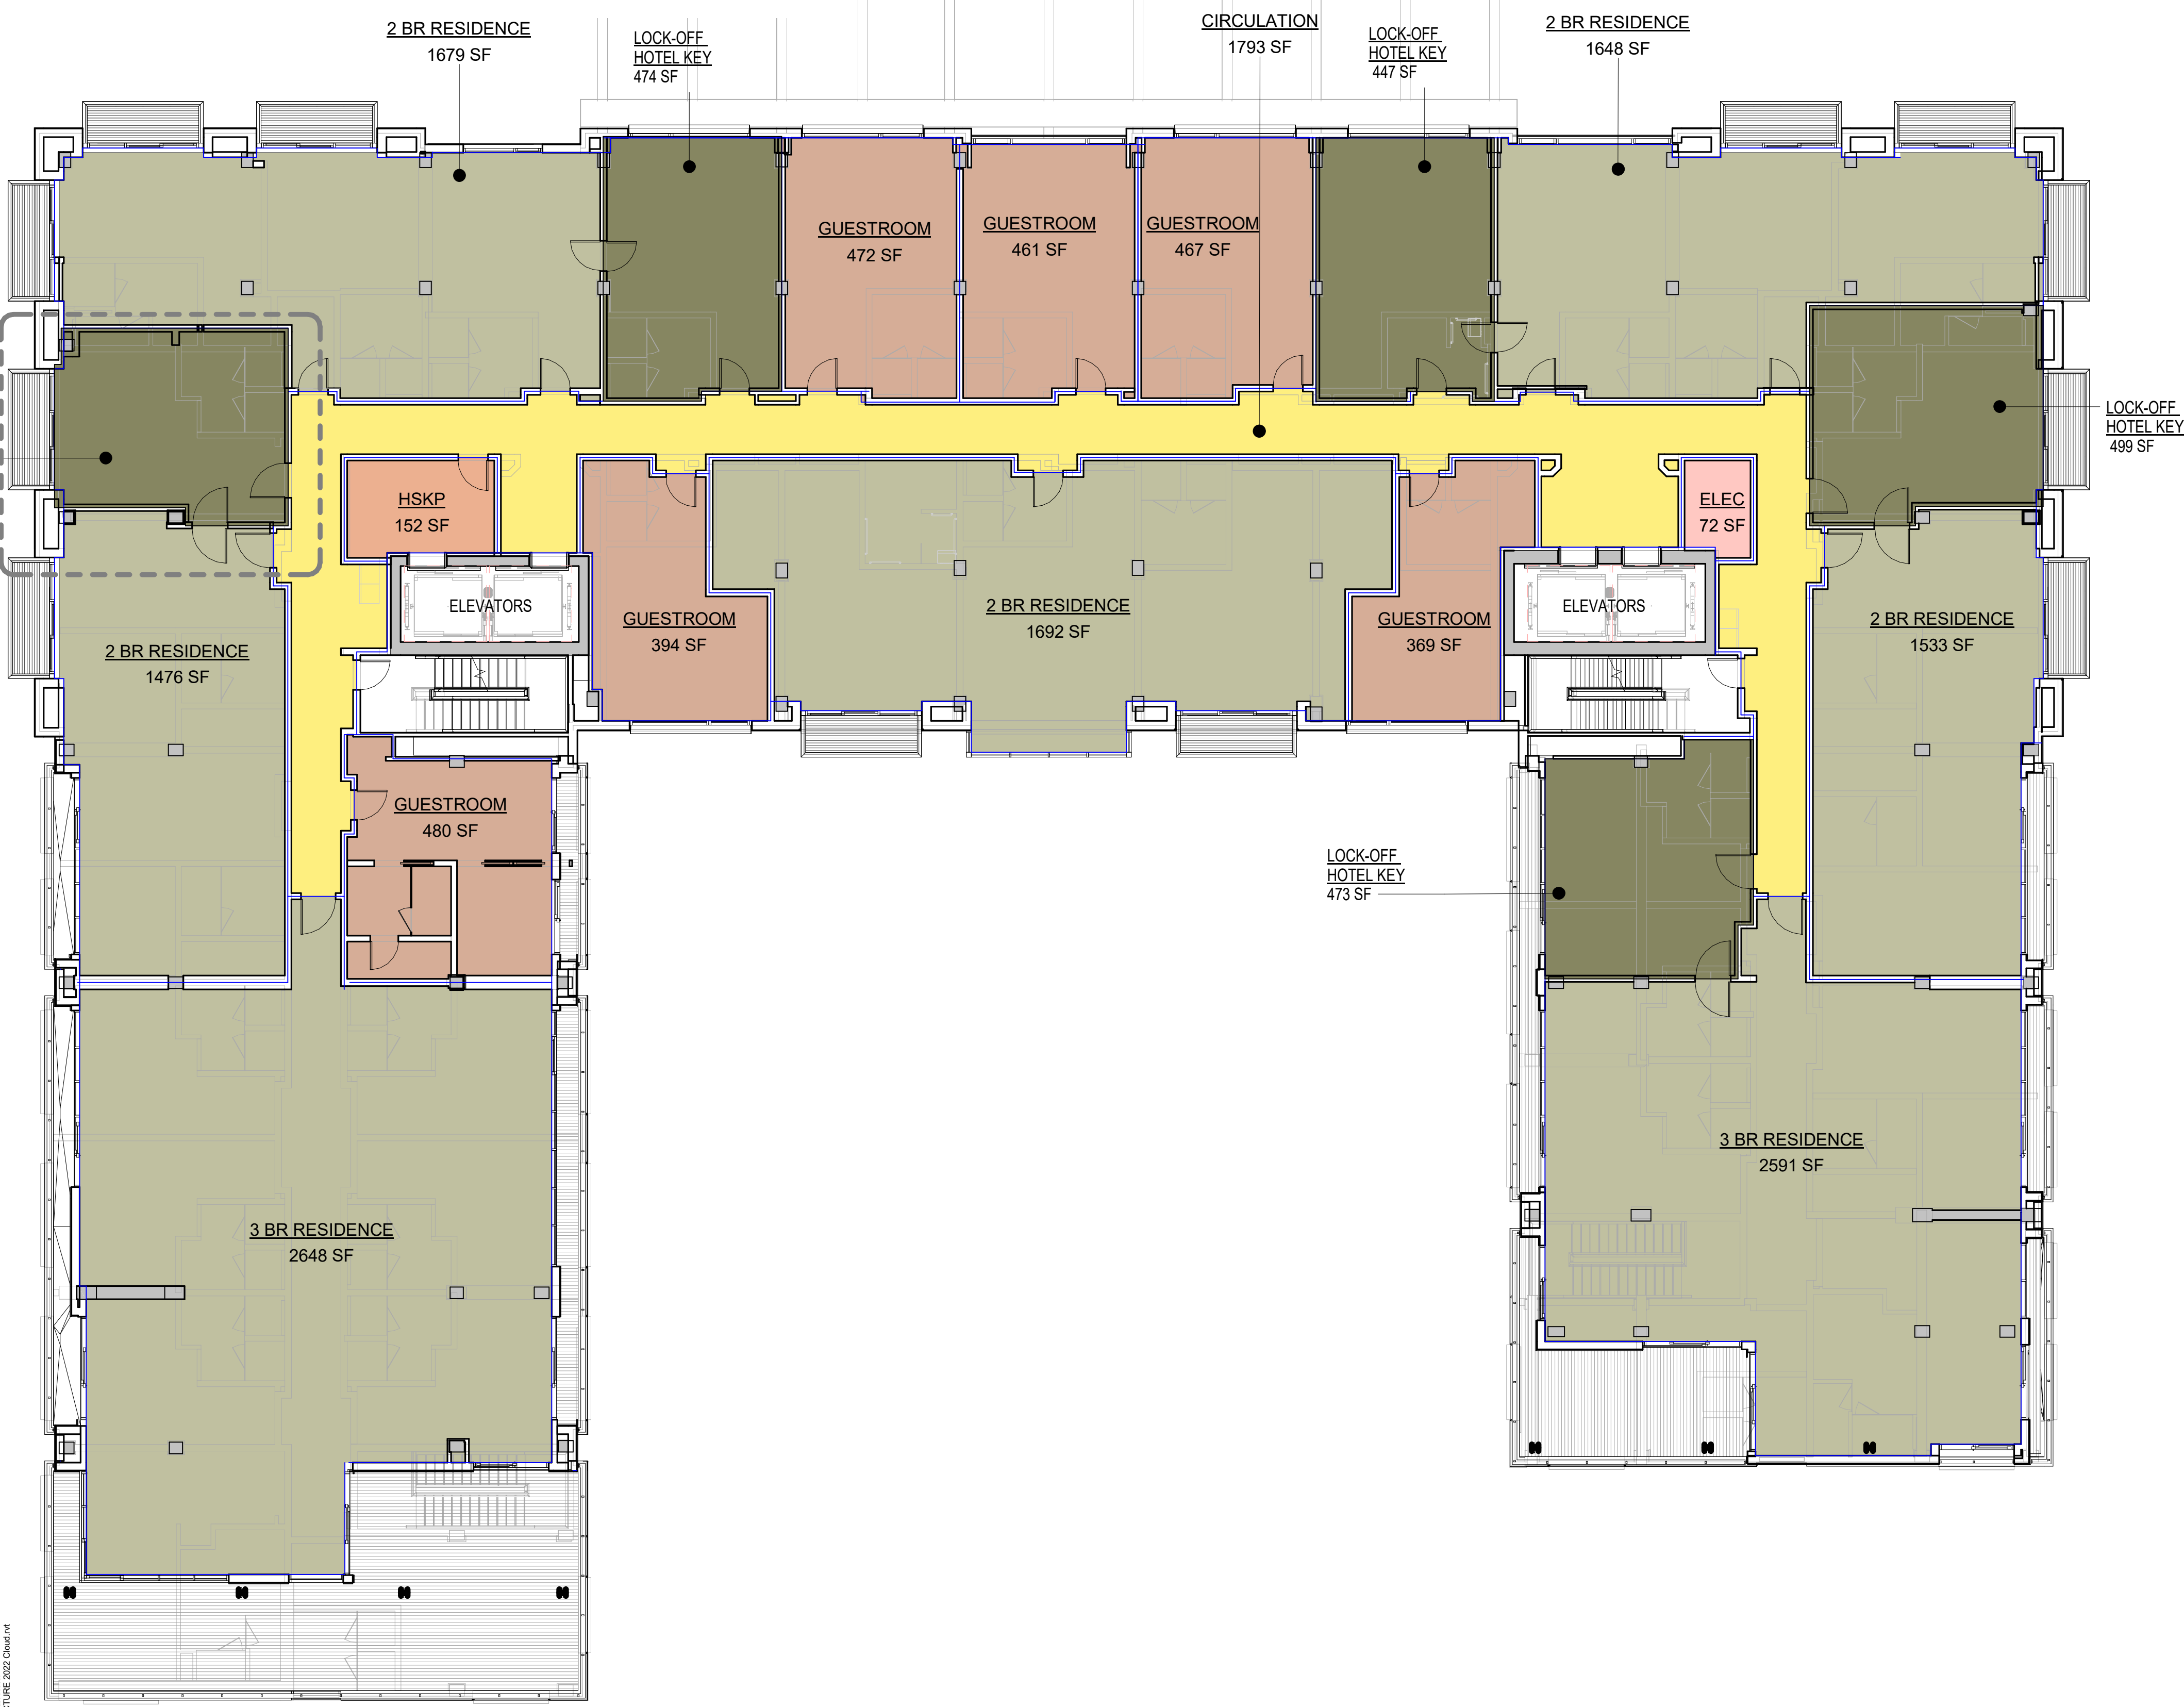 2 BR RESIDENCE
1679 SF
LOCK-OFF
HOTEL KEY
474 SF
CIRCULATION
1793 SF
LOCK-OFF
HOTEL KEY
447 SF
2 BR RESIDENCE
1648 SF
GUESTROOM
472 SF
GUESTROOM
461 SF
GUESTROOM
467 SF
LOCK-OFF
HOTEL KEY
499 SF
HSKP
152 SF
ELEC
72 SF
ELEVATORS
GUESTROOM
394 SF
2 BR RESIDENCE
1692 SF
GUESTROOM
369 SF
ELEVATORS
2 BR RESIDENCE
1533 SF
2 BR RESIDENCE
1476 SF
GUESTROOM
480 SF
LOCK-OFF
HOTEL KEY
473 SF
3 BR RESIDENCE
2591 SF
3 BR RESIDENCE
2648 SF
2022 Cloud.rvt